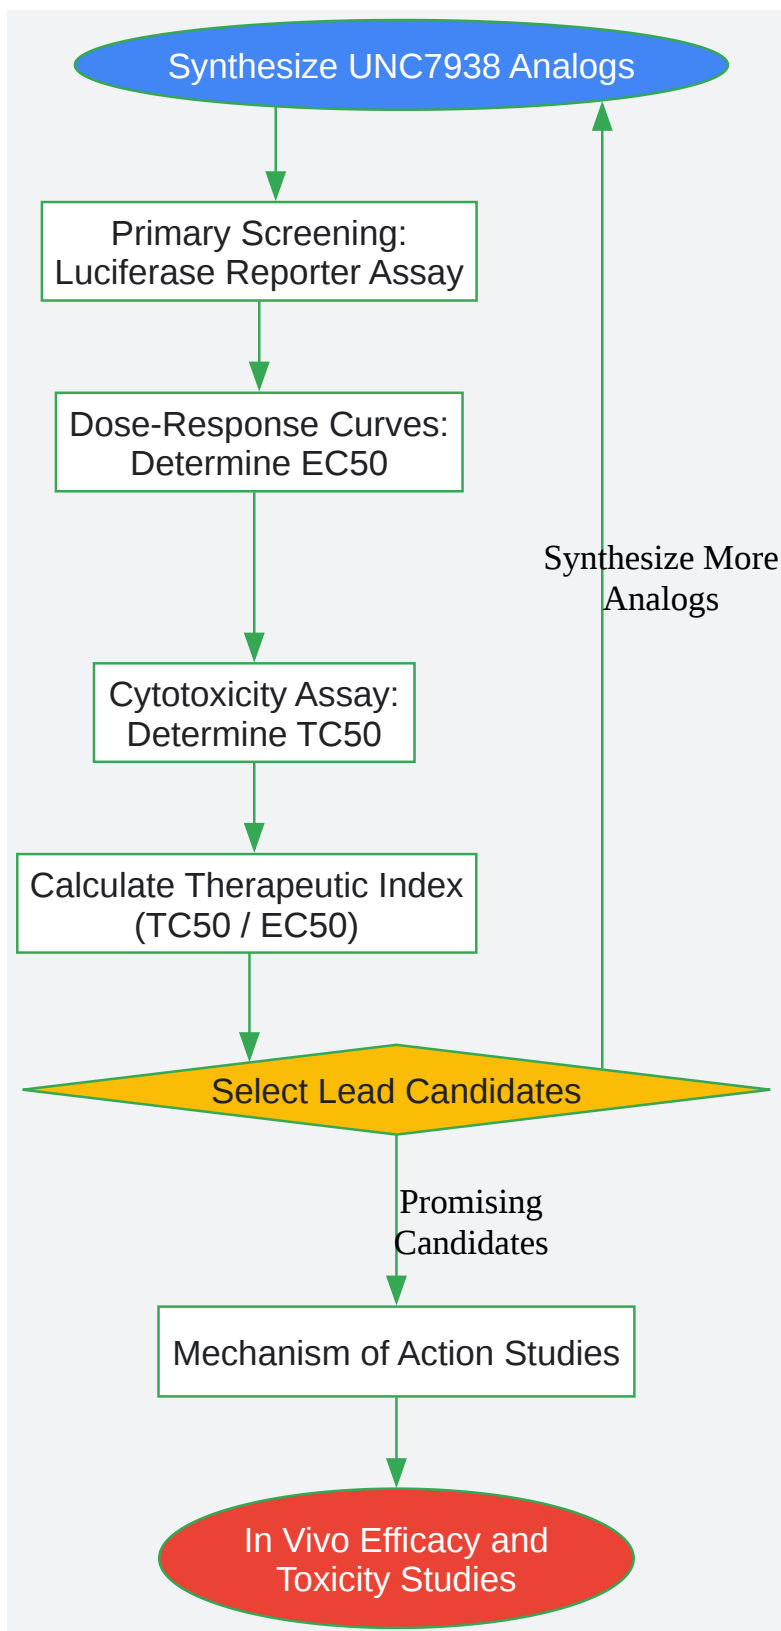 Synthesize UNC7938 Analogs
Primary Screening:
Luciferase Reporter Assay
Dose-Response Curves:
Determine EC50
Synthesize More
Analogs
Cytotoxicity Assay:
Determine TC50
Calculate Therapeutic Index
(TC50 / EC50)
Select Lead Candidates
Promising
Candidates
Mechanism of Action Studies
In Vivo Efficacy and
Toxicity Studies